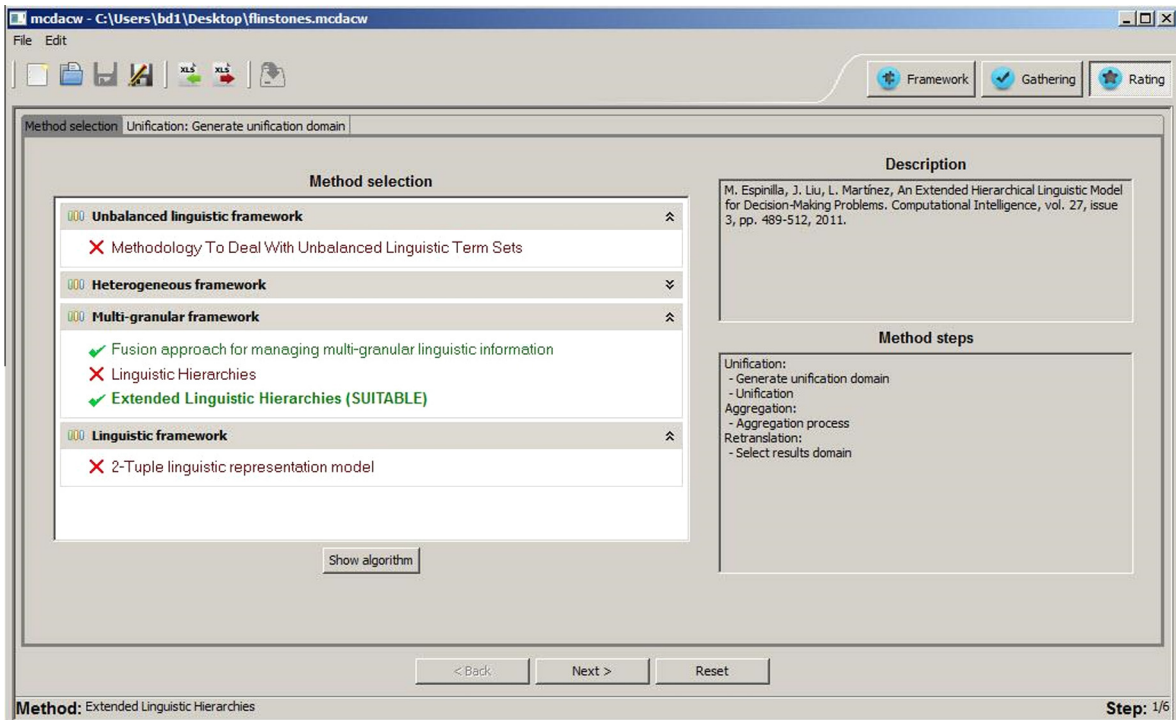 mcdacw - C:\Users\bd1\Desktop\flinstones.mcdacw
File Edit
XLS XLS
Framework Gathering Rating
Method selection Unification: Generate unification domain
Method selection
Unbalanced linguistic framework
Methodology To Deal With Unbalanced Linguistic Term Sets
Heterogeneous framework
Multi-granular framework
Fusion approach for managing multi-granular linguistic information
Linguistic Hierarchies
Extended Linguistic Hierarchies (SUITABLE)
Linguistic framework
2-Tuple linguistic representation model
Show algorithm
Description
M. Espinilla, J. Liu, L. Martínez, An Extended Hierarchical Linguistic Model
for Decision-Making Problems. Computational Intelligence, vol. 27, issue
3, pp. 489-512, 2011.
Method steps
Unification:
- Generate unification domain
- Unification
Aggregation:
- Aggregation process
Retranslation:
- Select results domain
< Back Next > Reset
Method: Extended Linguistic Hierarchies Step: 1/6